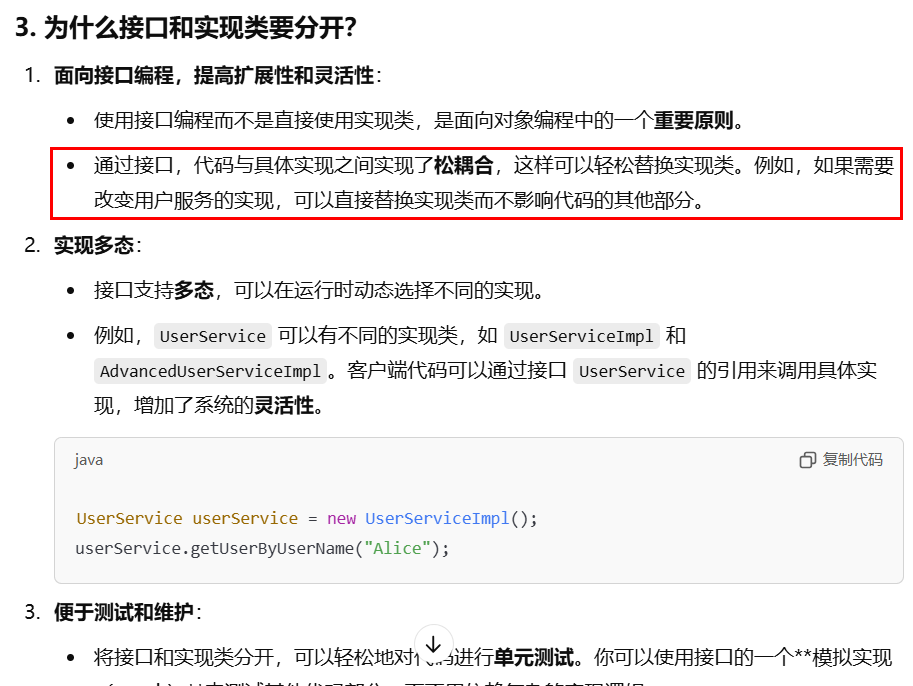 3. 为什么接口和实现类要分开？
1. 面向接口编程，提高扩展性和灵活性：
• 使用接口编程而不是直接使用实现类，是面向对象编程中的一个重要原则。
• 通过接口，代码与具体实现之间实现了松耦合，这样可以轻松替换实现类。例如，如果需要
改变用户服务的实现，可以直接替换实现类而不影响代码的其他部分。
2. 实现多态：
• 接口支持多态，可以在运行时动态选择不同的实现。
• 例如， UserService 可以有不同的实现类，如 UserServiceImpl 和
AdvancedUserServiceImpl 。客户端代码可以通过接口 UserService 的引用来调用具体实
现，增加了系统的灵活性。
java
复制代码
UserService userService = new UserServiceImpl();
userService.getUserByUserName("Alice");
3. 便于测试和维护：
• 将接口和实现类分开，可以轻松地对代码进行单元测试。你可以使用接口的一个**模拟实现